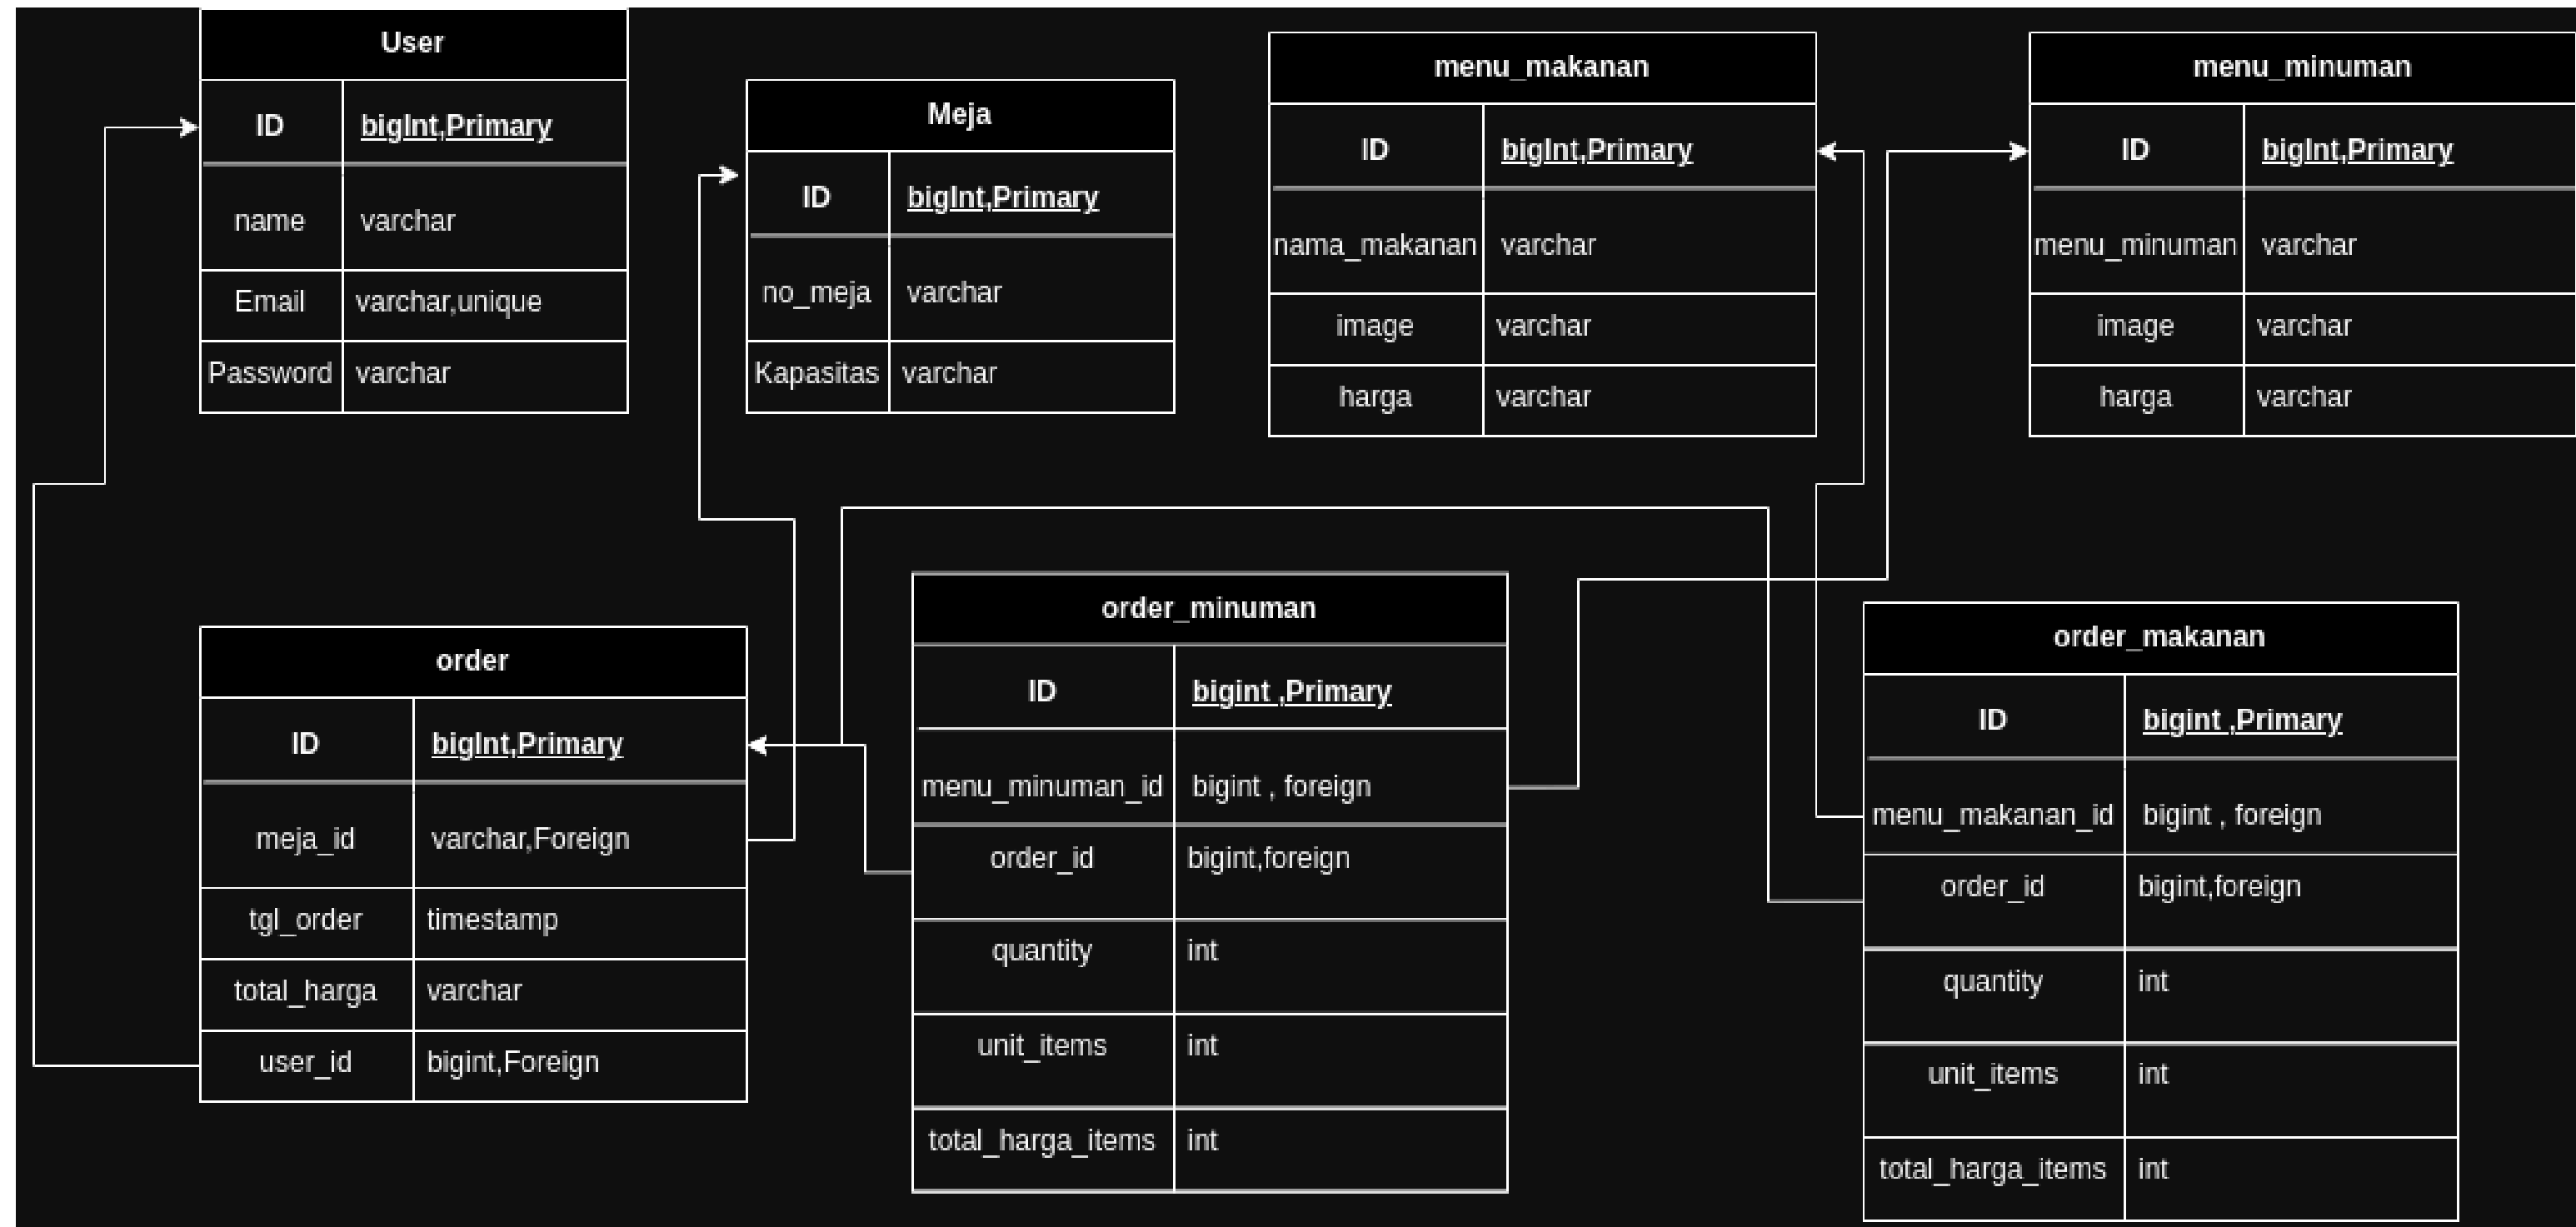 User
ID bigInt,Primary
name varchar
Email varchar,unique
Password varchar
Meja
ID bigInt,Primary
no_meja varchar
Kapasitas varchar
menu_makanan
ID bigInt,Primary
nama_makanan varchar
image varchar
harga varchar
menu_minuman
ID bigInt,Primary
menu_minuman varchar
image varchar
harga varchar
order
ID bigInt,Primary
meja_id varchar,Foreign
tgl_order timestamp
total_harga varchar
user_id bigint,Foreign
order_minuman
ID bigint ,Primary
menu_minuman_id bigint , foreign
order_id bigint,foreign
quantity int
unit_items int
total_harga_items int
order_makanan
ID bigint ,Primary
menu_makanan_id bigint , foreign
order_id bigint,foreign
quantity int
unit_items int
total_harga_items int